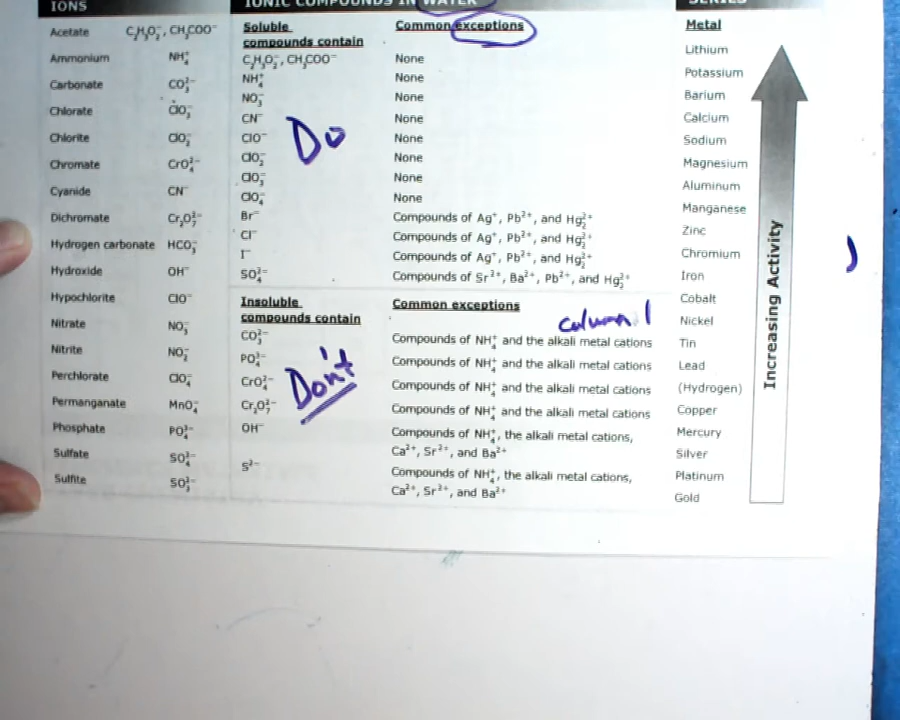 IONS
Acetate C₂H₃O₂⁻, CH₃COO⁻
Ammonium NH₄⁺
Carbonate CO₃²⁻
Chlorate ClO₃⁻
Chlorite ClO₂⁻
Chromate CrO₄²⁻
Cyanide CN⁻
Dichromate Cr₂O₇²⁻
Hydrogen carbonate HCO₃⁻
Hydroxide OH⁻
Hypochlorite ClO⁻
Nitrate NO₃⁻
Nitrite NO₂⁻
Perchlorate ClO₄⁻
Permanganate MnO₄⁻
Phosphate PO₄³⁻
Sulfate SO₄²⁻
Sulfite SO₃²⁻
IONIC COMPOUNDS IN WATER
Soluble
compounds contain
Common exceptions
C₂H₃O₂⁻, CH₃COO⁻ None
NH₄⁺ None
NO₃⁻ None
CN⁻ None
ClO⁻ None
ClO₂⁻ None
ClO₃⁻ None
ClO₄⁻ None
Do
Br⁻ Compounds of Ag⁺, Pb²⁺, and Hg₂²⁺
Cl⁻ Compounds of Ag⁺, Pb²⁺, and Hg₂²⁺
I⁻ Compounds of Ag⁺, Pb²⁺, and Hg₂²⁺
SO₄²⁻ Compounds of Sr²⁺, Ba²⁺, Pb²⁺, and Hg₂²⁺
Insoluble
compounds contain
Common exceptions
column 1
CO₃²⁻ Compounds of NH₄⁺ and the alkali metal cations
PO₄³⁻ Compounds of NH₄⁺ and the alkali metal cations
CrO₄²⁻ Compounds of NH₄⁺ and the alkali metal cations
Cr₂O₇²⁻ Compounds of NH₄⁺ and the alkali metal cations
Don't
OH⁻ Compounds of NH₄⁺, the alkali metal cations,
Ca²⁺, Sr²⁺, and Ba²⁺
S²⁻ Compounds of NH₄⁺, the alkali metal cations,
Ca²⁺, Sr²⁺, and Ba²⁺
SERIES
Metal
Lithium
Potassium
Barium
Calcium
Sodium
Magnesium
Aluminum
Manganese
Zinc
Chromium
Iron
Cobalt
Nickel
Tin
Lead
(Hydrogen)
Copper
Mercury
Silver
Platinum
Gold
Increasing Activity